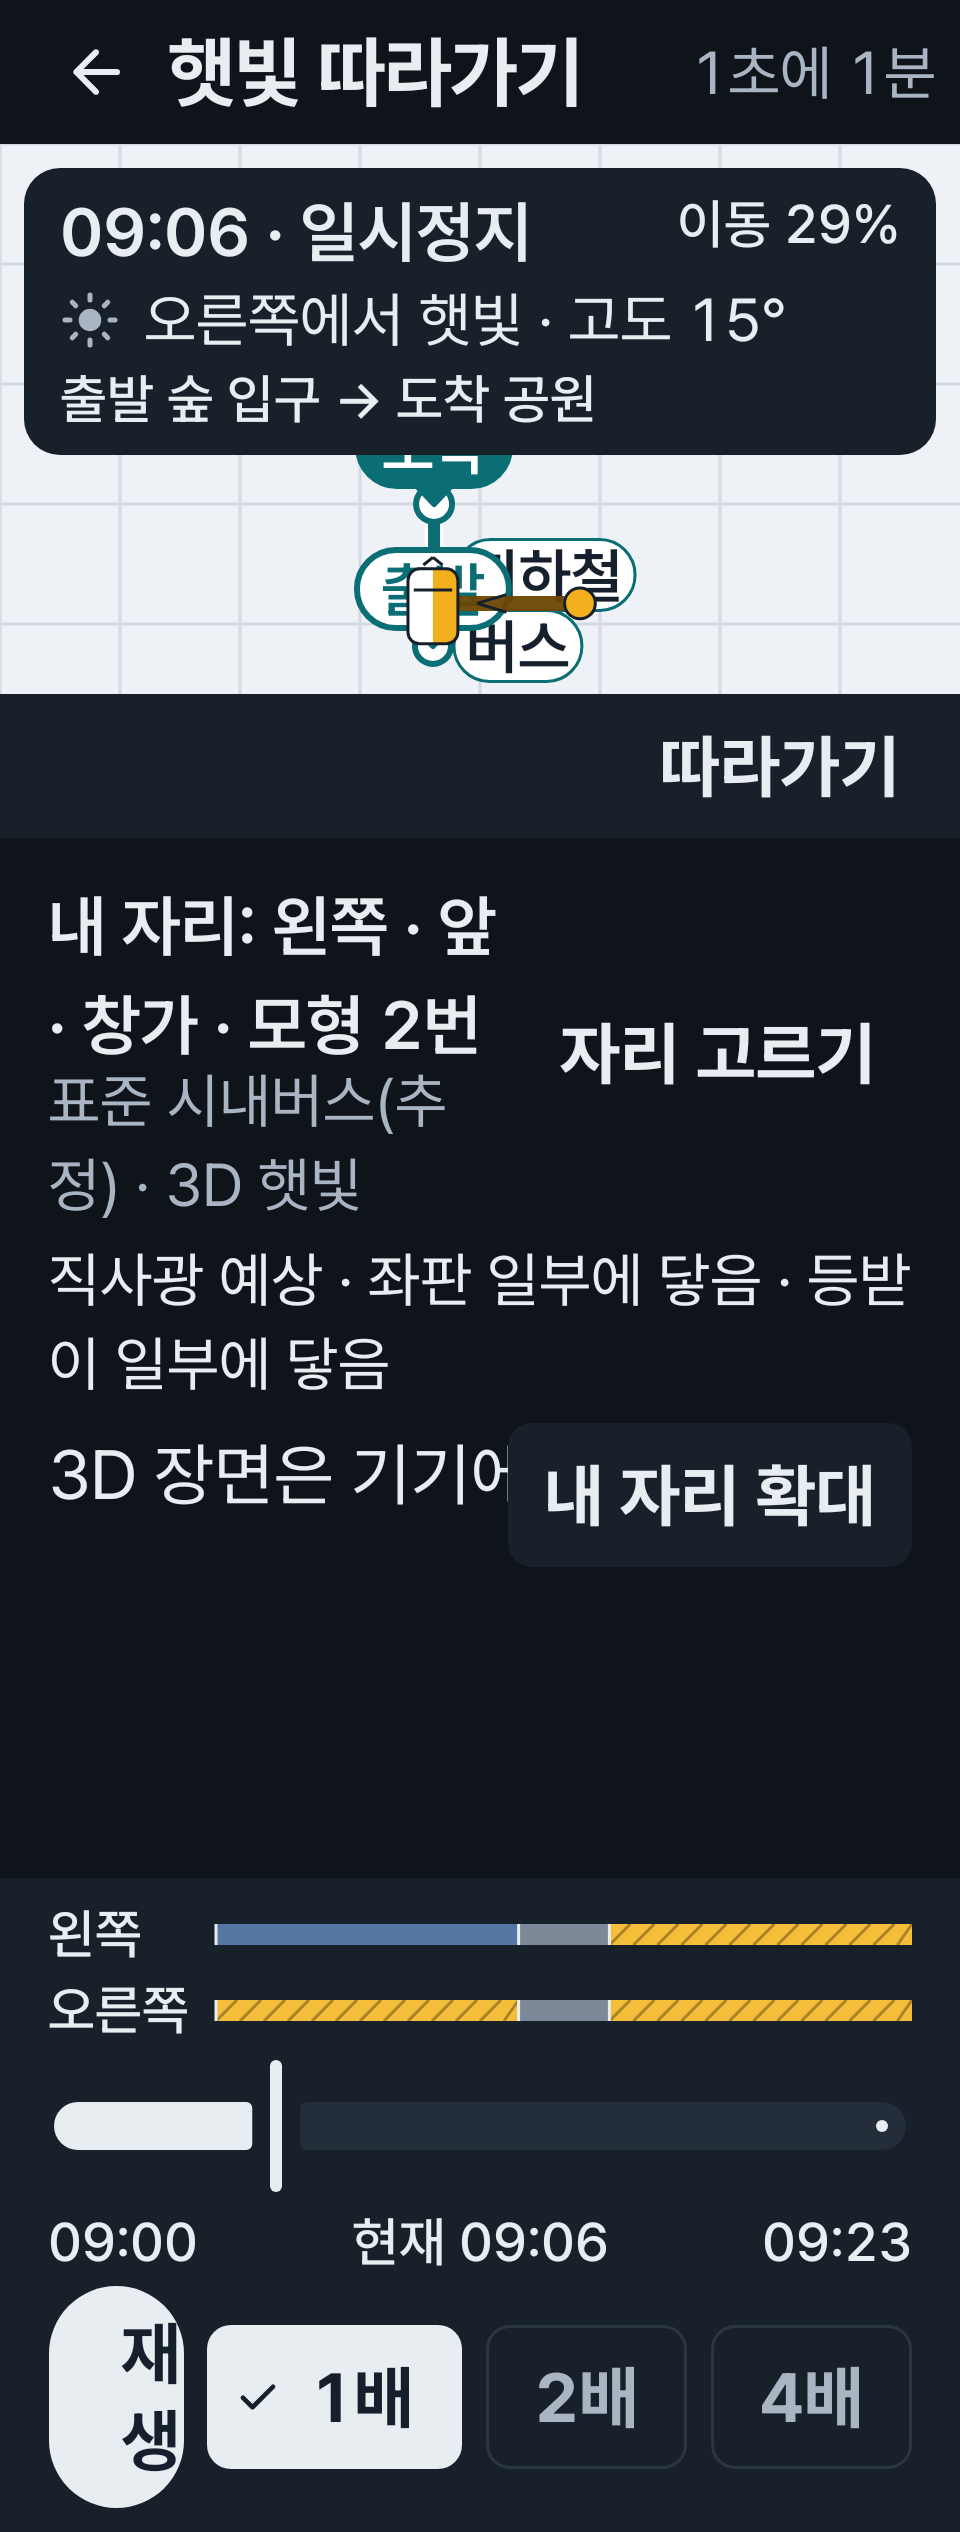 햇빛 따라가기
1초에 1분
09:06 · 일시정지
이동 29%
오른쪽에서 햇빛 · 고도 15°
출발 숲 입구 → 도착 공원
버스
따라가기
내 자리: 왼쪽 · 앞
· 창가 · 모형 2번
자리 고르기
표준 시내버스(추
정) · 3D 햇빛
직사광 예상 · 좌판 일부에 닿음 · 등받
이 일부에 닿음
3D 장면은 기기에
내 자리 확대
왼쪽
오른쪽
09:00
현재 09:06
09:23
재
생
1배
2배
4배